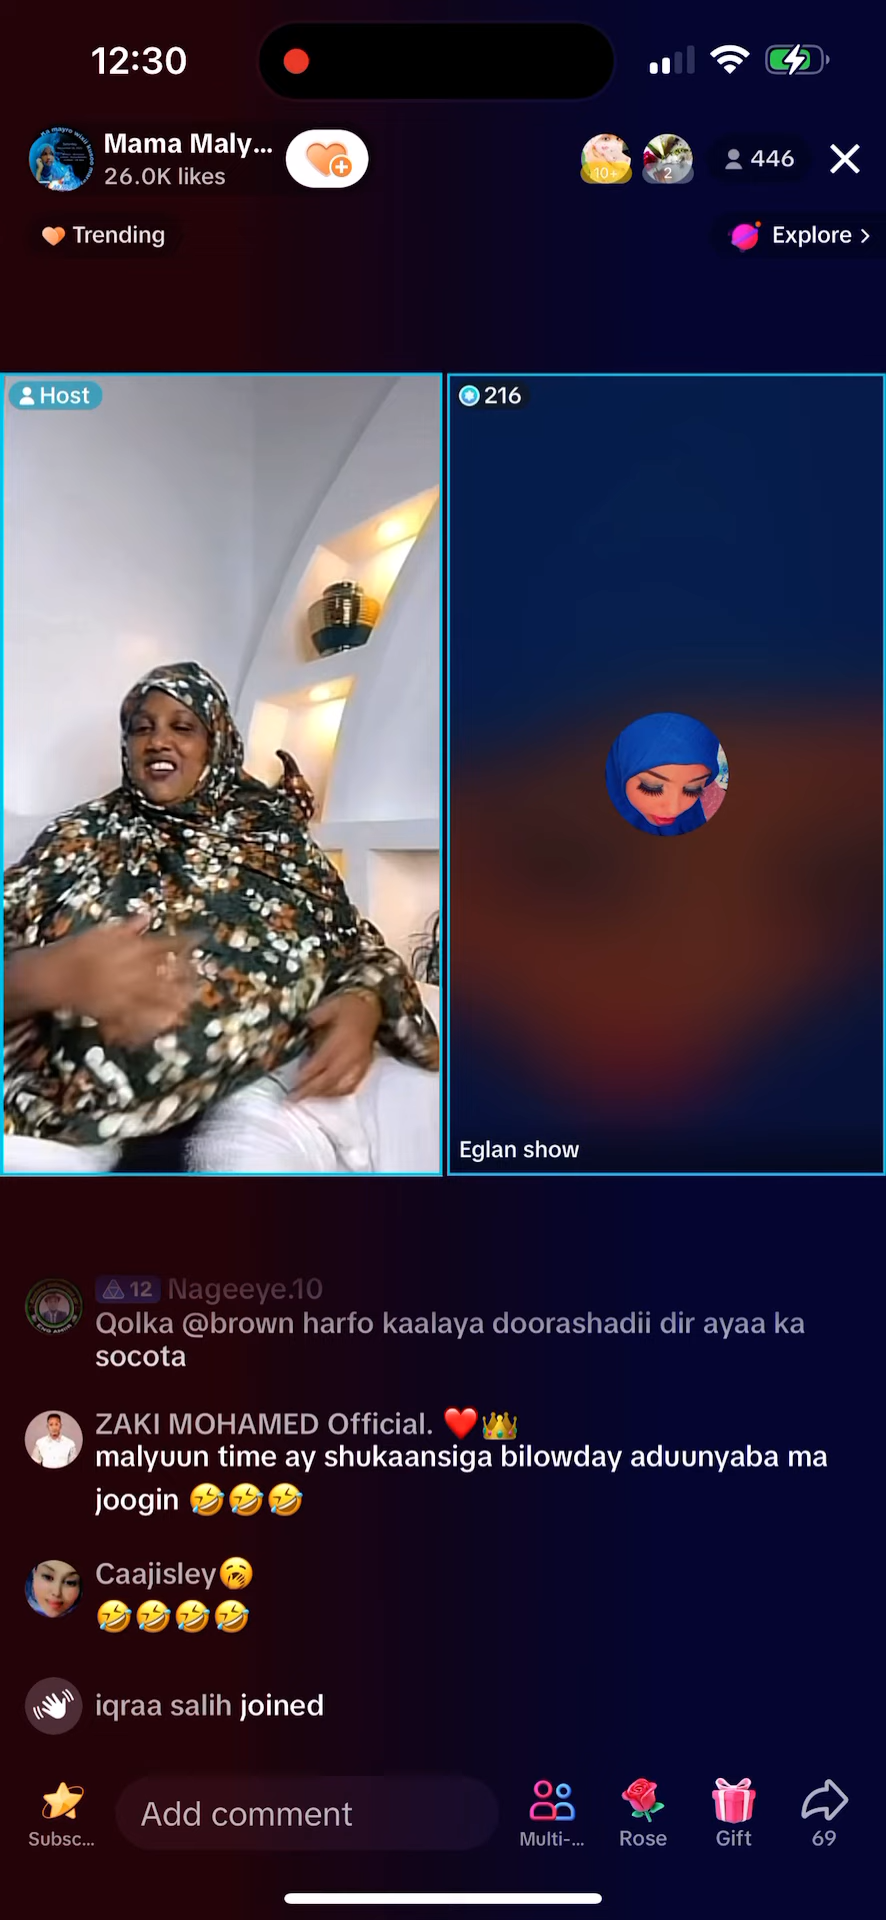 12:30
Mama Maly...
26.0K likes
10+
2
446
Trending
Explore >
Host
216
Eglan show
12 Nageeye.10
Qolka @brown harfo kaalaya doorashadii dir ayaa ka
socota
ZAKI MOHAMED Official. ❤️👑
malyuun time ay shukaansiga bilowday aduunyaba ma
joogin 🤣🤣🤣
Caajisley🥱
🤣🤣🤣🤣
iqraa salih joined
Subsc...
Add comment
Multi-...
Rose
Gift
69